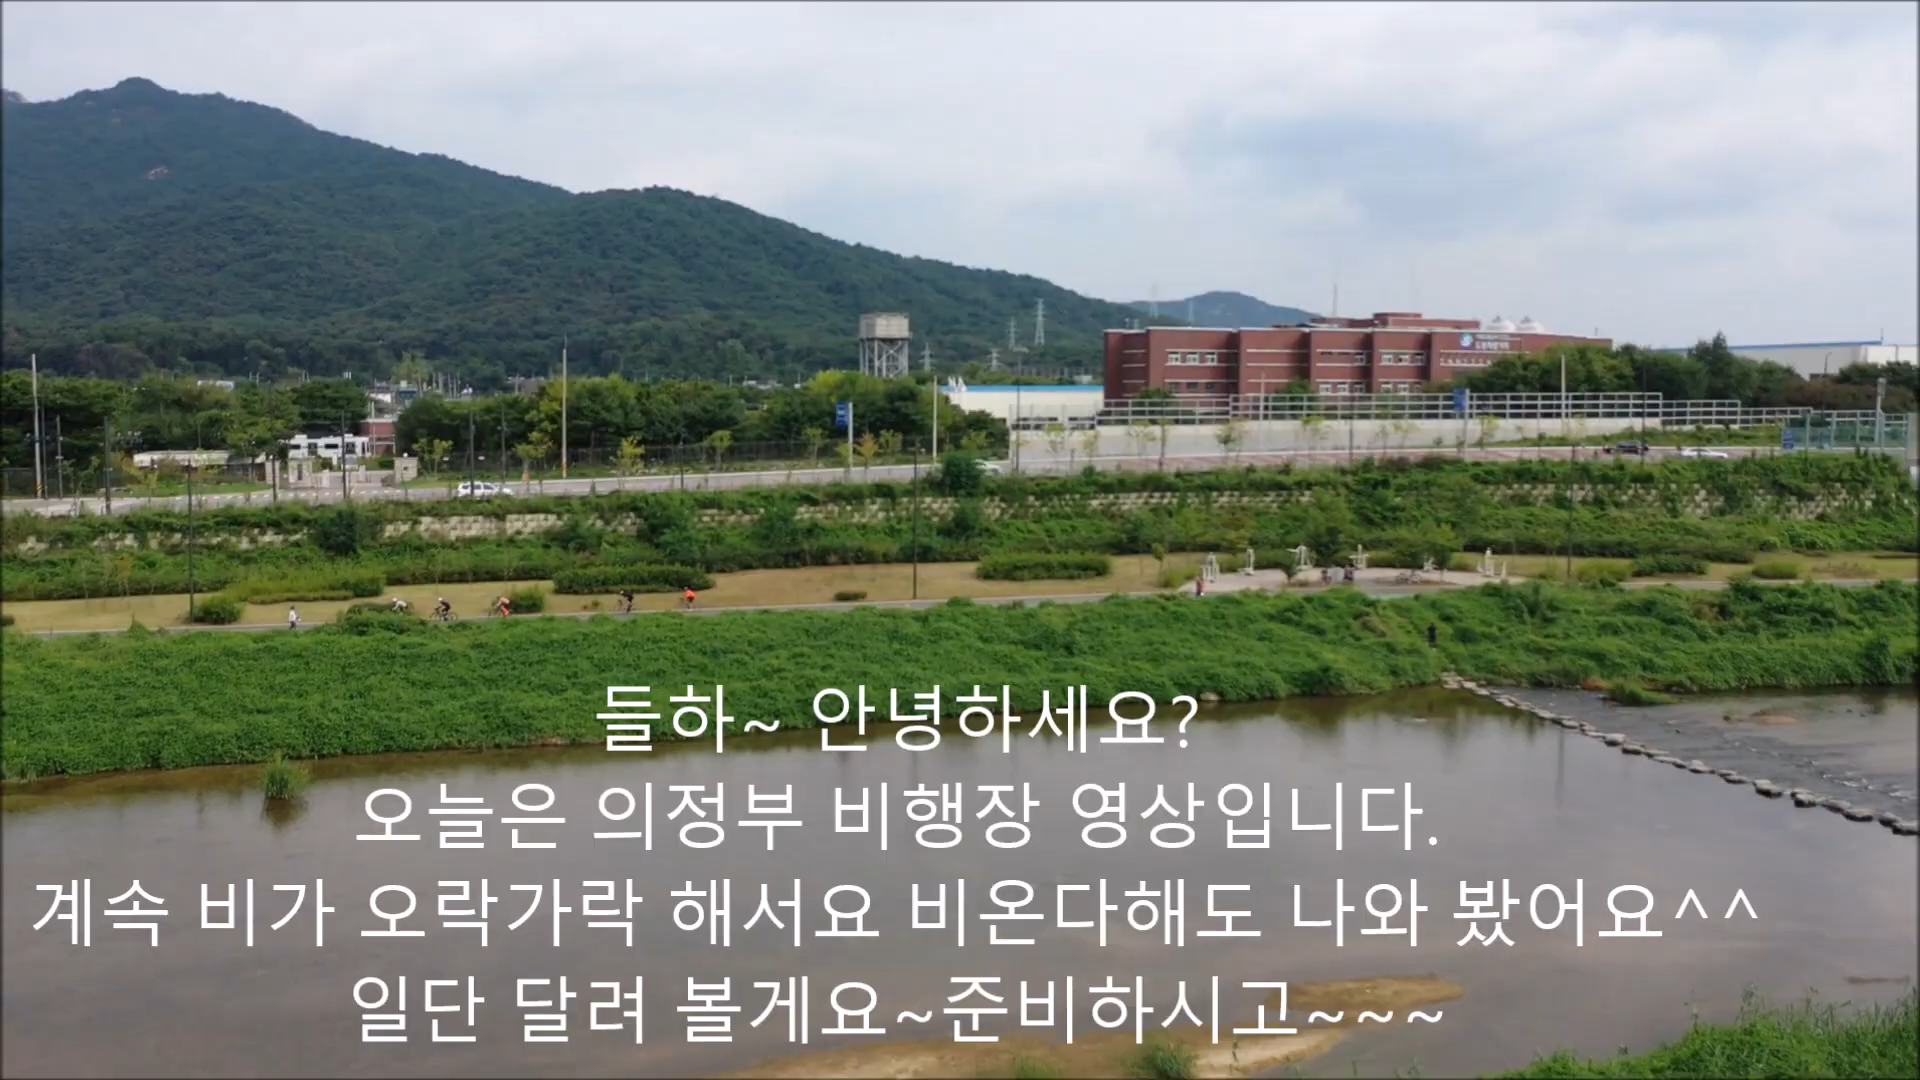 들하~ 안녕하세요?
오늘은 의정부 비행장 영상입니다.
계속 비가 오락가락 해서요 비온다해도 나와 봤어요^^
일단 달려 볼게요~준비하시고~~~